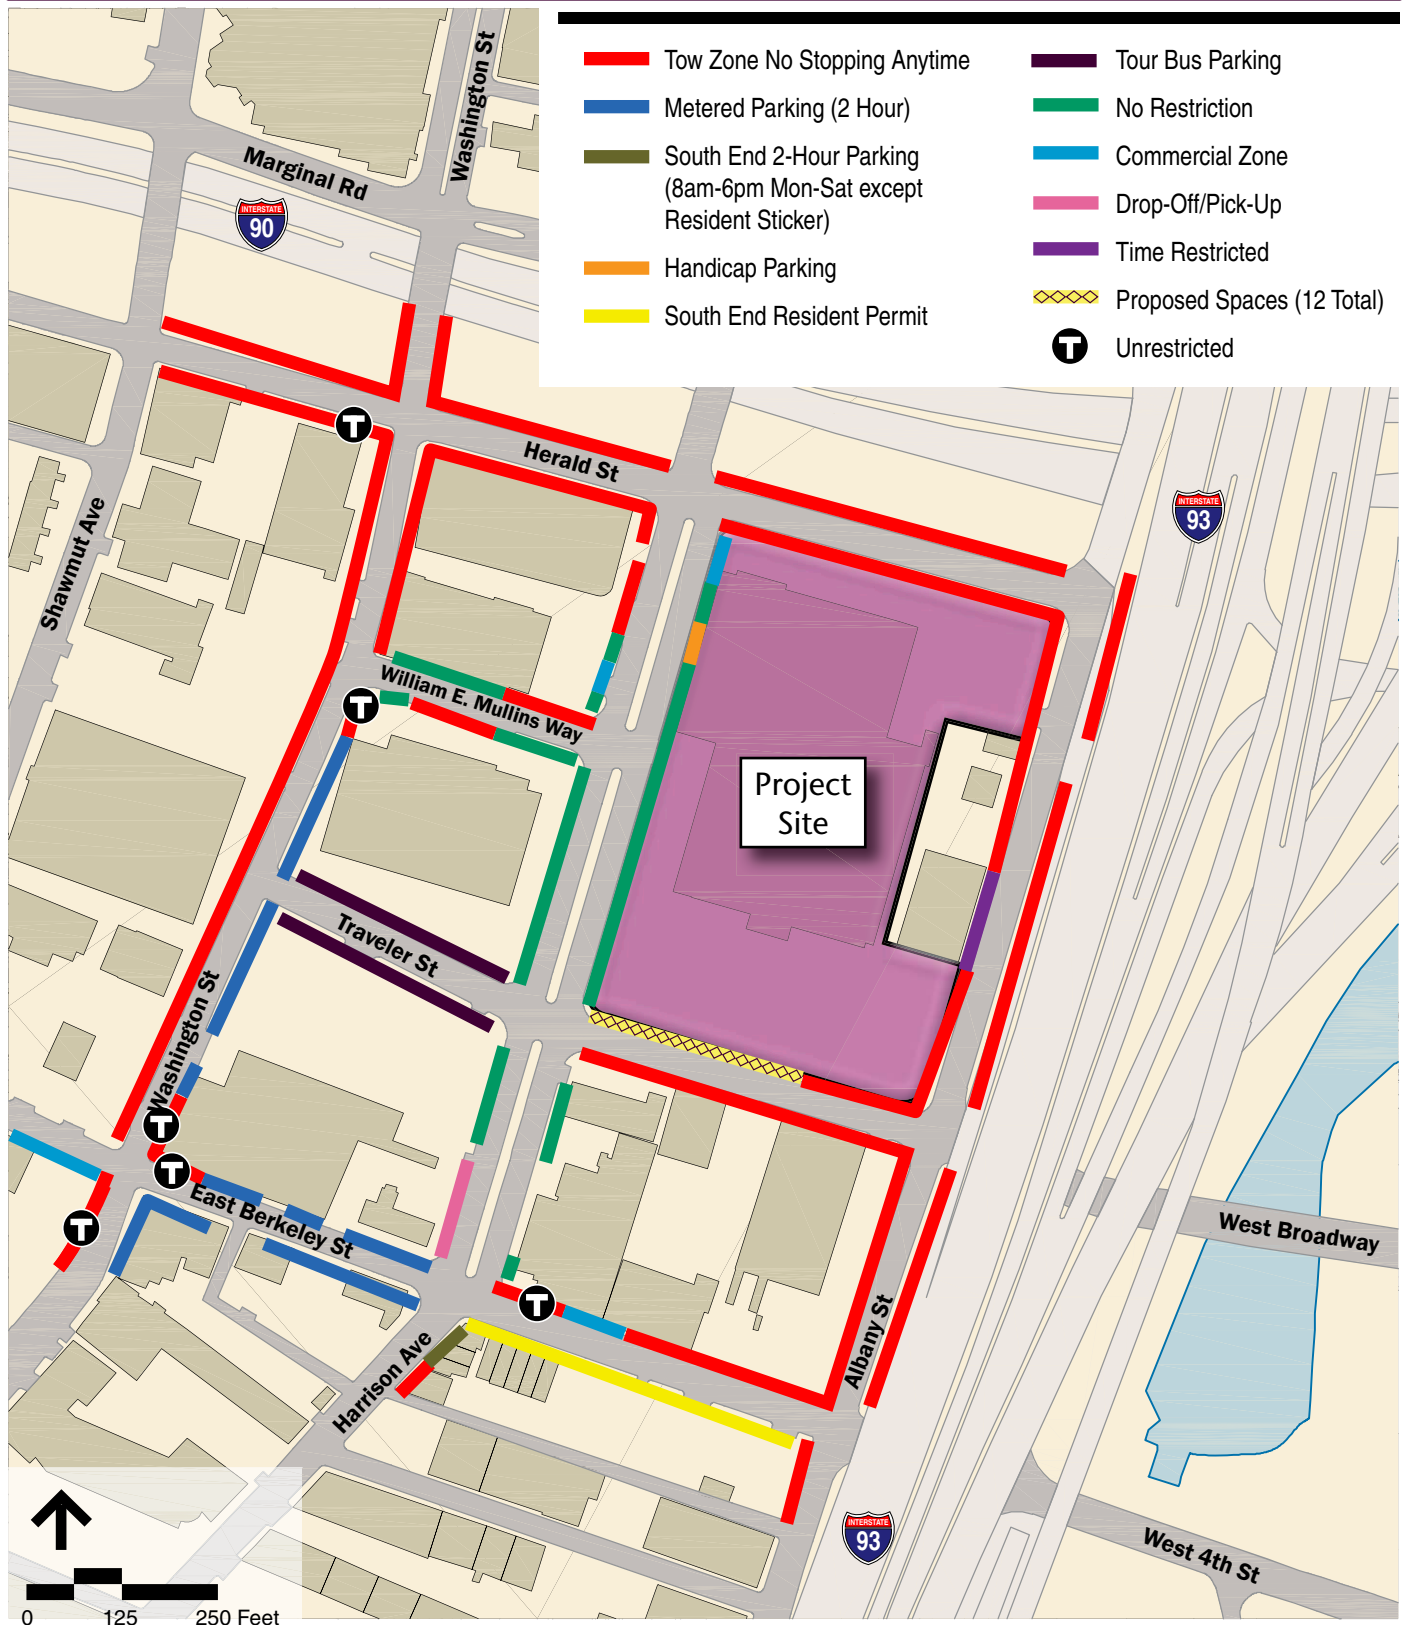 Tow Zone No Stopping Anytime
Metered Parking (2 Hour)
South End 2-Hour Parking
(8am-6pm Mon-Sat except
Resident Sticker)
Handicap Parking
South End Resident Permit
Tour Bus Parking
No Restriction
Commercial Zone
Drop-Off/Pick-Up
Time Restricted
Proposed Spaces (12 Total)
T
Unrestricted
Washington St
Marginal Rd
INTERSTATE
90
T
Herald St
INTERSTATE
93
Shawmut Ave
William E. Mullins Way
T
Project
Site
Traveler St
Washington St
T
T
East Berkeley St
T
West Broadway
T
Harrison Ave
Albany St
INTERSTATE
93
West 4th St
0
125
250 Feet